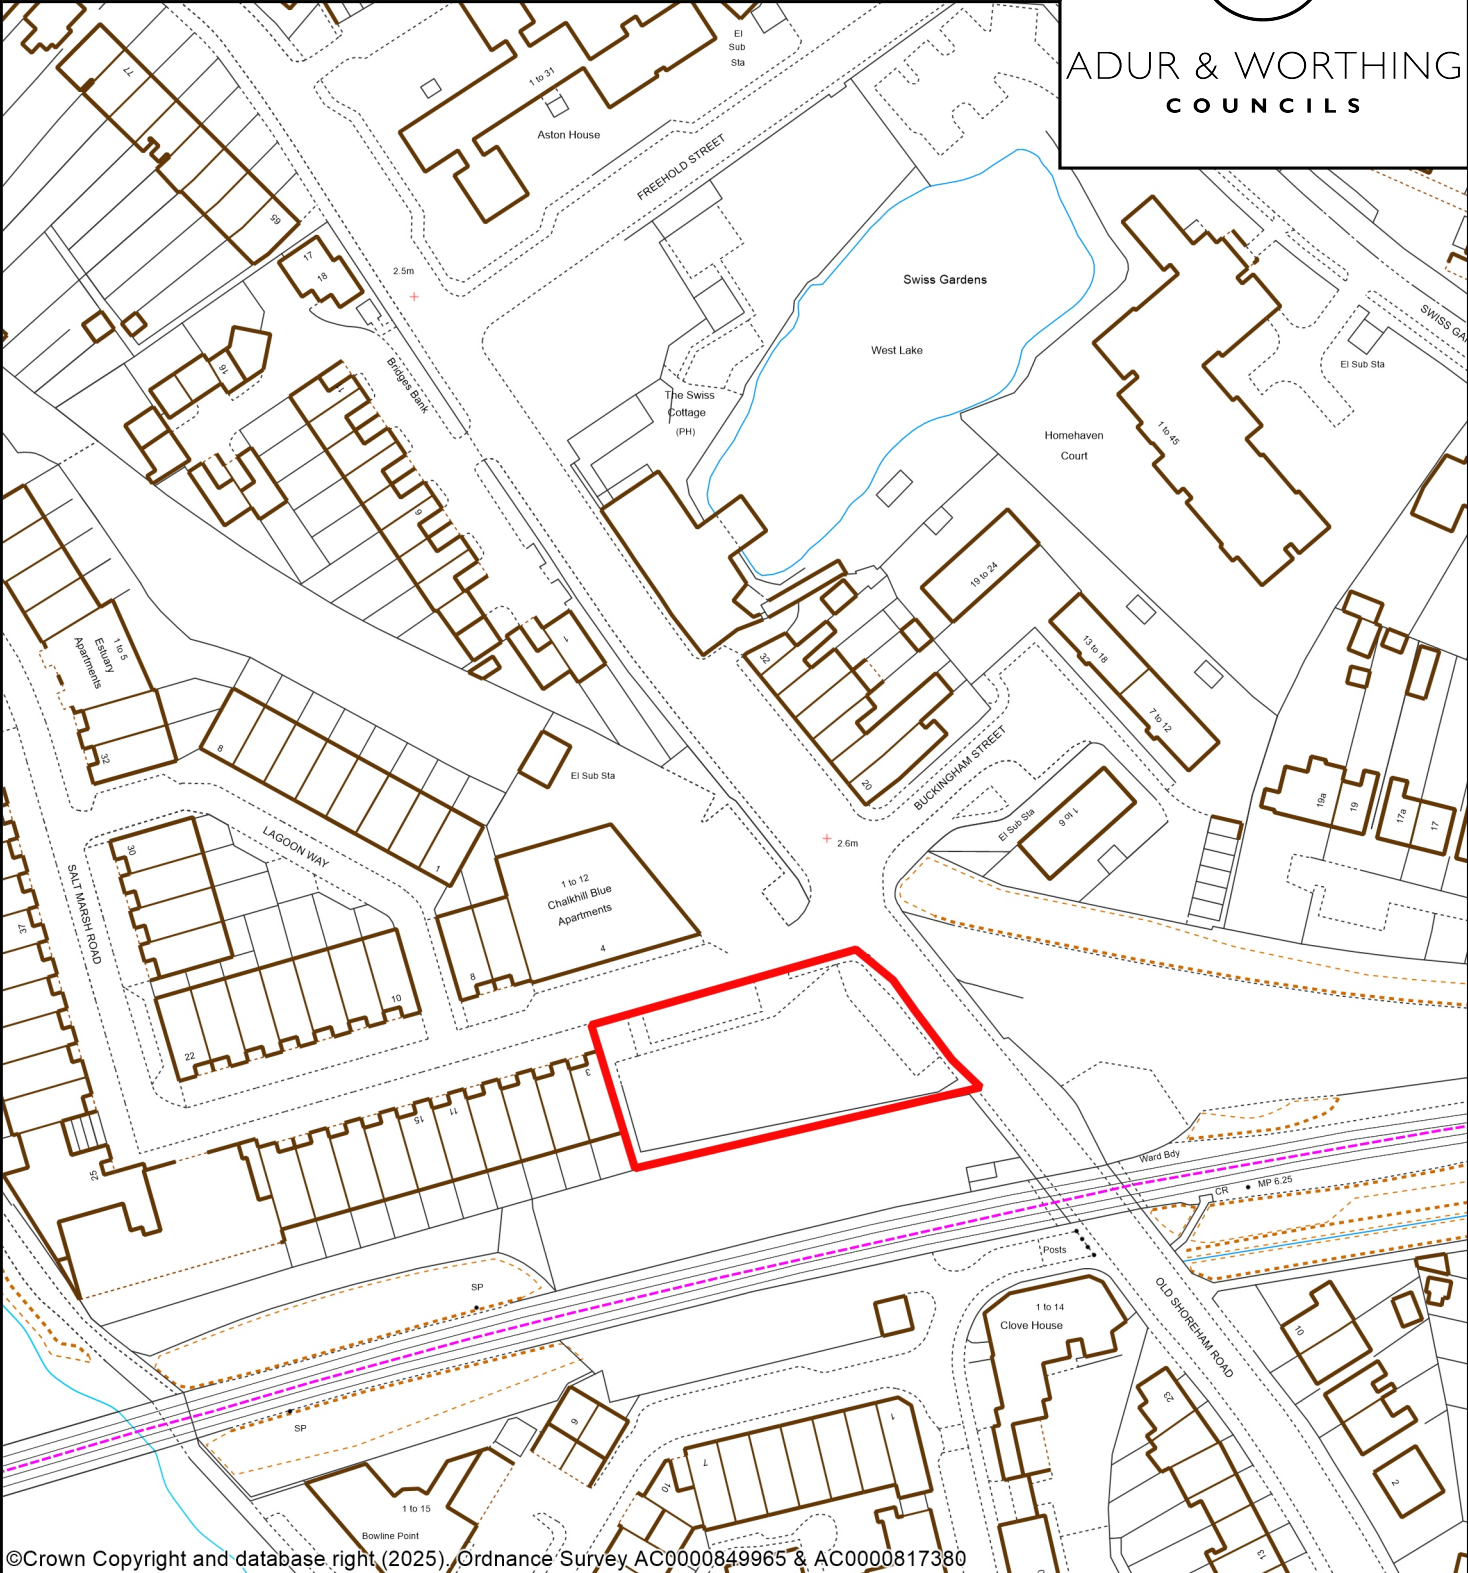 ADUR & WORTHING
COUNCILS
77
65
17
18
16
2.5m
Bridges Bank
1
9
1
1 to 31
Aston House
El
Sub
Sta
FREEHOLD STREET
Swiss Gardens
West Lake
The Swiss
Cottage
(PH)
Homehaven
Court
1 to 45
El Sub Sta
SWISS GA
19 to 24
13 to 18
7 to 12
32
20
BUCKINGHAM STREET
El Sub Sta
1 to 6
19a
19
17a
17
2.6m
1 to 5
Estuary
Apartments
32
8
1
LAGOON WAY
El Sub Sta
30
SALT MARSH ROAD
37
1 to 12
Chalkhill Blue
Apartments
4
8
10
22
3
11
15
25
Ward Bdy
CR
MP 6.25
Posts
SP
SP
1 to 14
Clove House
OLD SHOREHAM ROAD
10
2
23
13
6
7
1
10
1 to 15
Bowline Point
©Crown Copyright and database right (2025). Ordnance Survey AC0000849965 & AC0000817380